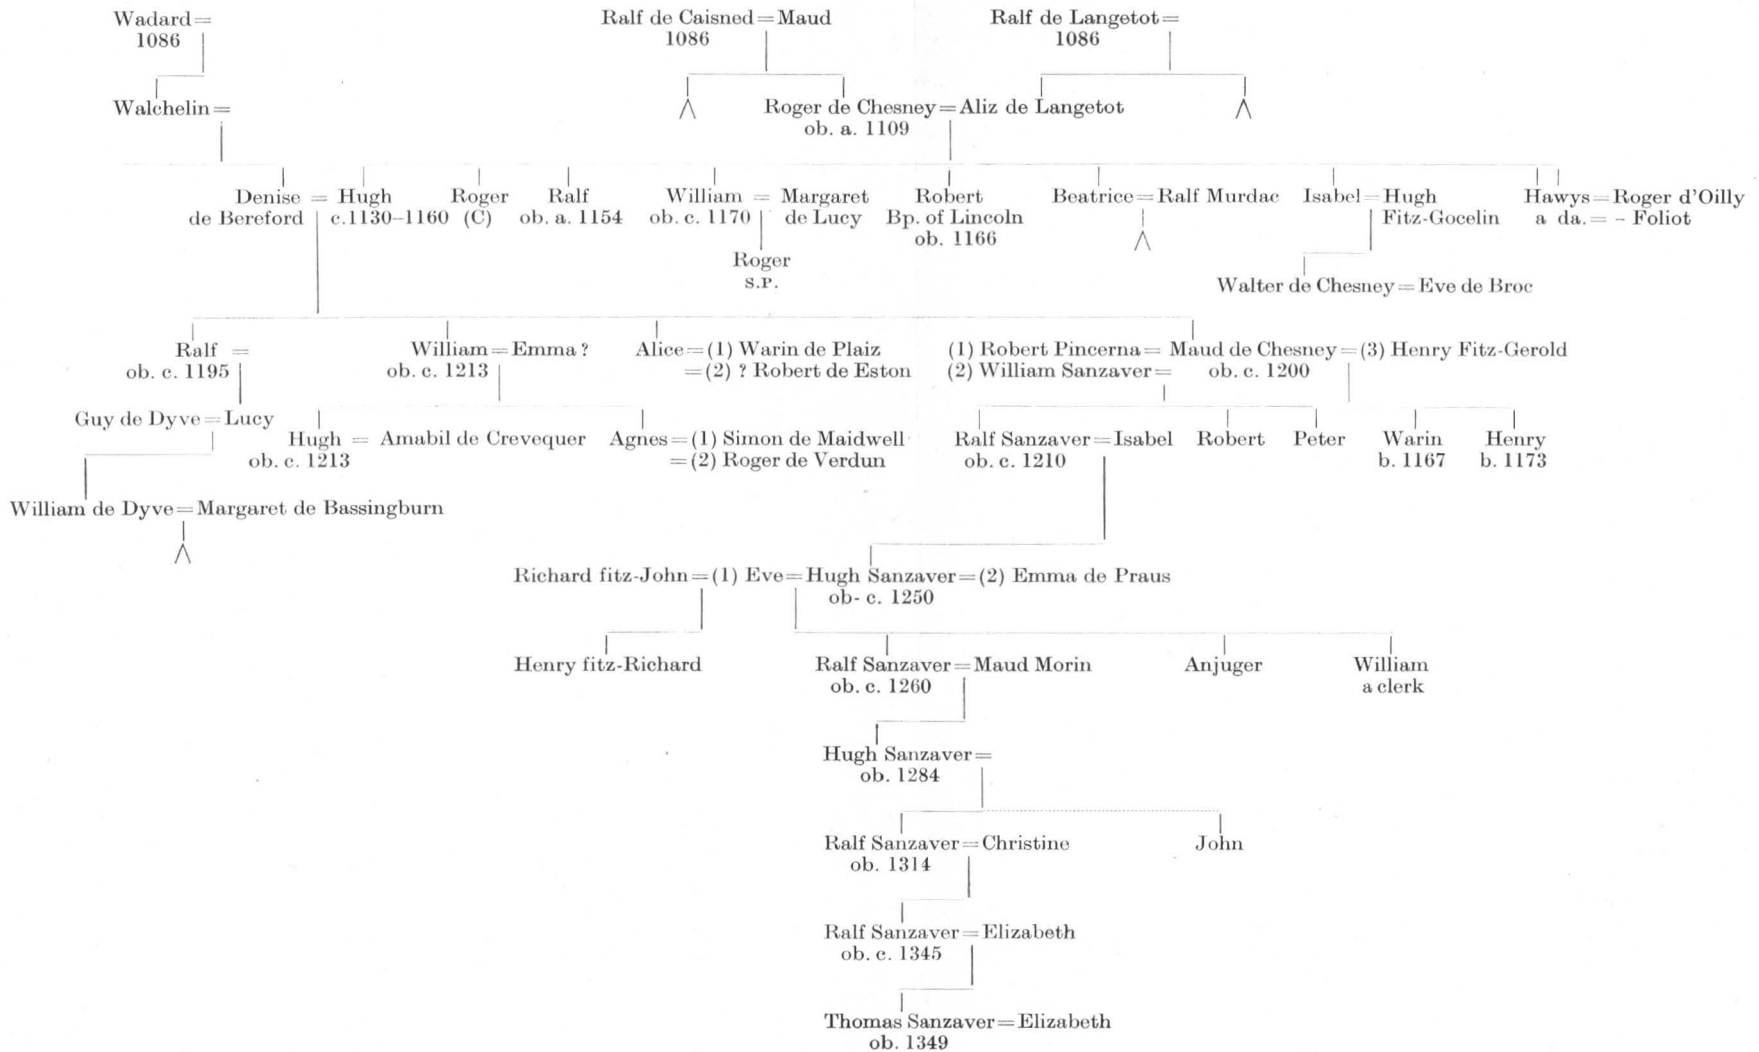 Wadard= Ralf de Caisned=Maud Ralf de Langetot=
1086 1086 1086
Walchelin= Roger de Chesney=Aliz de Langetot
ob. a. 1109
Denise = Hugh Roger Ralf William = Margaret Robert Beatrice=Ralf Murdac Isabel=Hugh Hawys=Roger d'Oilly
de Bereford c.1130–1160 (C) ob. a. 1154 ob. c. 1170 de Lucy Bp. of Lincoln Fitz-Gocelin a da.= – Foliot
ob. 1166
Roger
S.P.
Walter de Chesney=Eve de Broc
Ralf = William=Emma? Alice=(1) Warin de Plaiz (1) Robert Pincerna= Maud de Chesney=(3) Henry Fitz-Gerold
ob. c. 1195 ob. c. 1213 =(2) ? Robert de Eston (2) William Sanzaver= ob. c. 1200
Guy de Dyve=Lucy
Hugh = Amabil de Crevequer Agnes=(1) Simon de Maidwell Ralf Sanzaver=Isabel Robert Peter Warin Henry
ob. c. 1213 =(2) Roger de Verdun ob. c. 1210 b. 1167 b. 1173
William de Dyve=Margaret de Bassingburn
Richard fitz-John=(1) Eve=Hugh Sanzaver=(2) Emma de Praus
ob- c. 1250
Henry fitz-Richard Ralf Sanzaver=Maud Morin Anjuger William
ob. c. 1260 a clerk
Hugh Sanzaver=
ob. 1284
Ralf Sanzaver=Christine John
ob. 1314
Ralf Sanzaver=Elizabeth
ob. c. 1345
Thomas Sanzaver=Elizabeth
ob. 1349